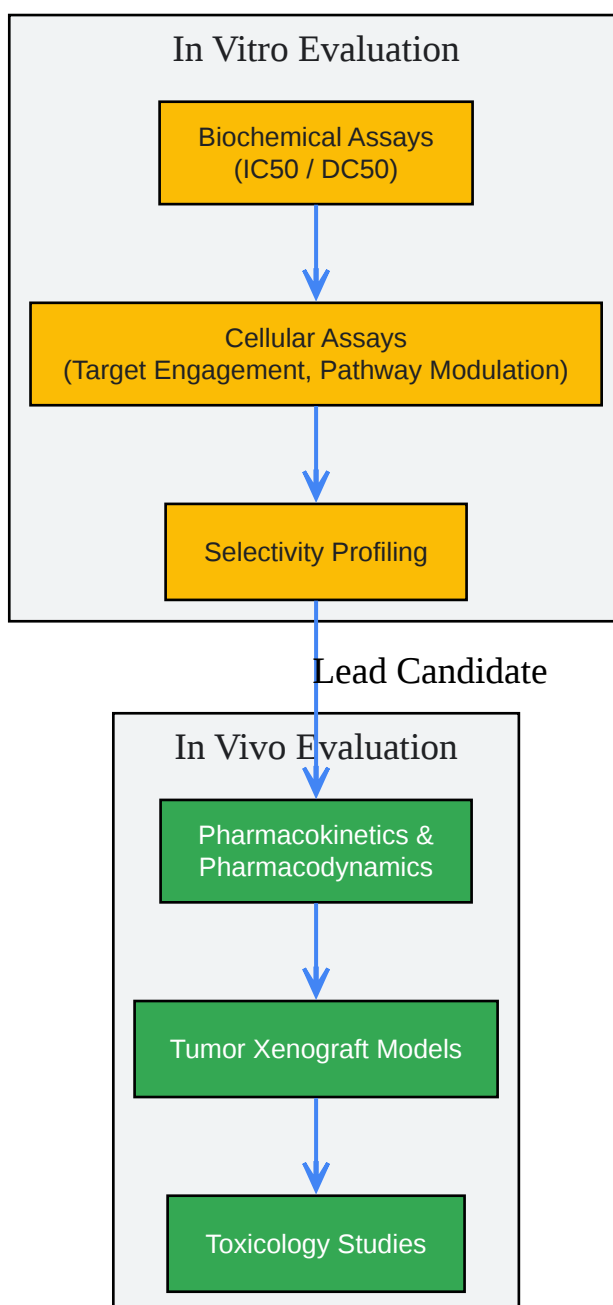 In Vitro Evaluation
Biochemical Assays
(IC50 / DC50)
Cellular Assays
(Target Engagement, Pathway Modulation)
Selectivity Profiling
Lead Candidate
In Vivo Evaluation
Pharmacokinetics &
Pharmacodynamics
Tumor Xenograft Models
Toxicology Studies